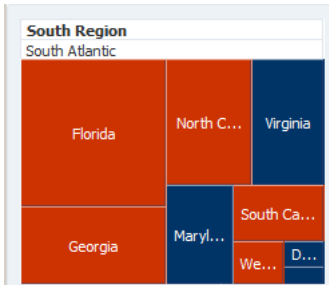 South Region
South Atlantic
Florida
North C...
Virginia
Georgia
Maryl...
South Ca...
We...
D...